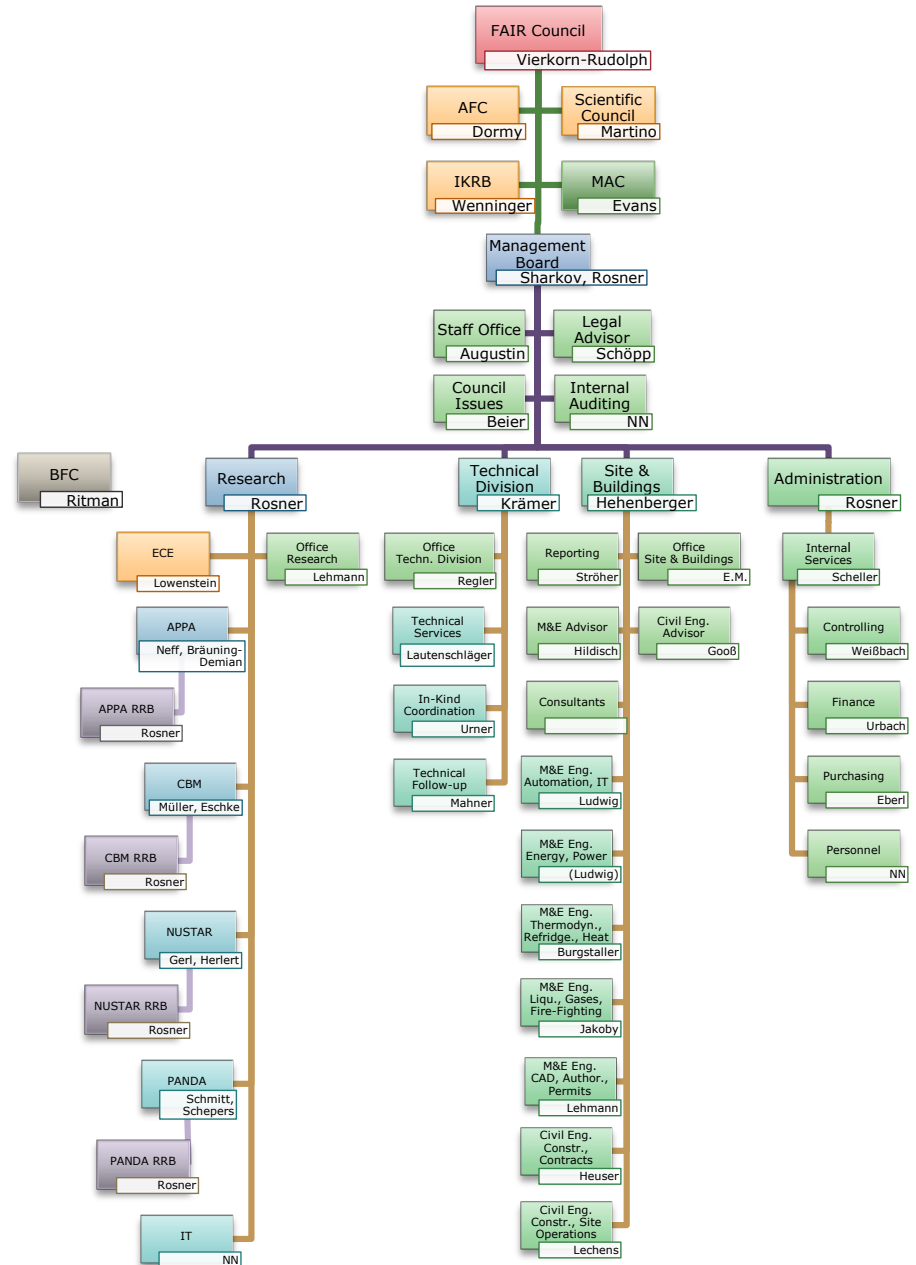 FAIR Council
Vierkorn-Rudolph
AFC
Dormy
Scientific
Council
Martino
IKRB
Wenninger
MAC
Evans
Management
Board
Sharkov, Rosner
Staff Office
Augustin
Legal
Advisor
Schöpp
Council
Issues
Beier
Internal
Auditing
NN
BFC
Ritman
Research
Rosner
Technical
Division
Krämer
Site &
Buildings
Hehenberger
Administration
Rosner
ECE
Lowenstein
Office
Research
Lehmann
APPA
Neff, Bräuning-
Demian
APPA RRB
Rosner
CBM
Müller, Eschke
CBM RRB
Rosner
NUSTAR
Gerl, Herlert
NUSTAR RRB
Rosner
PANDA
Schmitt,
Schepers
PANDA RRB
Rosner
IT
NN
Office
Techn. Division
Regler
Technical
Services
Lautenschläger
In-Kind
Coordination
Urner
Technical
Follow-up
Mahner
Reporting
Ströher
Office
Site & Buildings
E.M.
M&E Advisor
Hildisch
Civil Eng.
Advisor
Gooß
Consultants
M&E Eng.
Automation, IT
Ludwig
M&E Eng.
Energy, Power
(Ludwig)
M&E Eng.
Thermodyn.,
Refridge., Heat
Burgstaller
M&E Eng.
Liqu., Gases,
Fire-Fighting
Jakoby
M&E Eng.
CAD, Author.,
Permits
Lehmann
Civil Eng.
Constr.,
Contracts
Heuser
Civil Eng.
Constr., Site
Operations
Lechens
Internal
Services
Scheller
Controlling
Weißbach
Finance
Urbach
Purchasing
Eberl
Personnel
NN